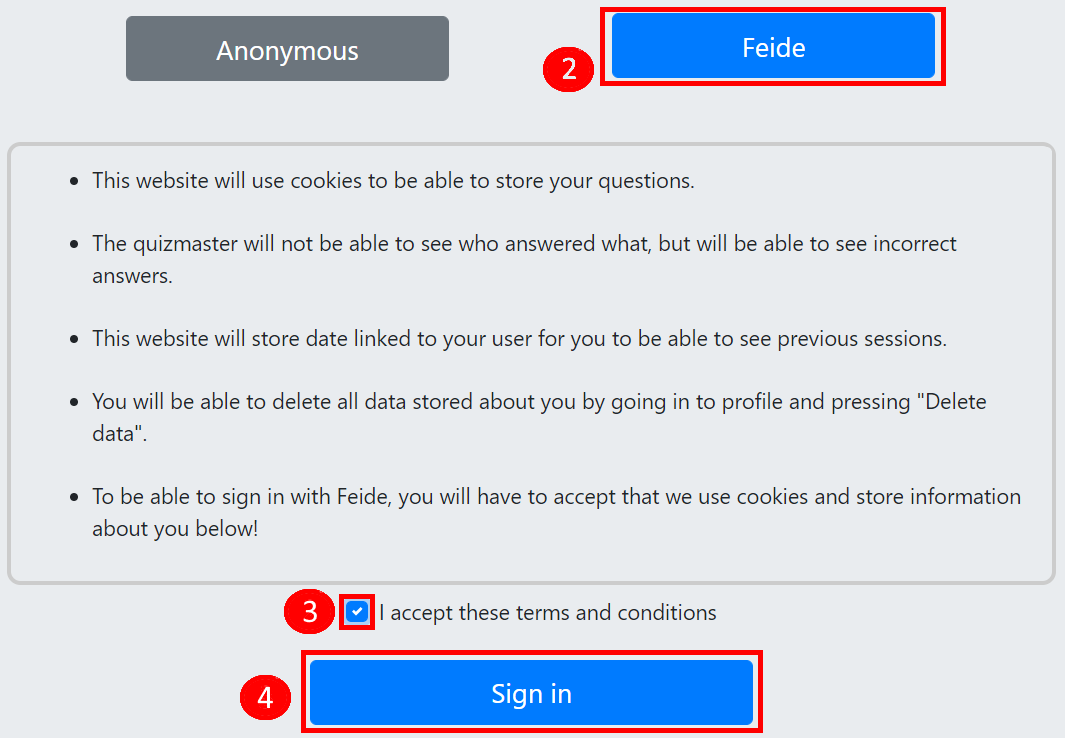 Anonymous
Feide
2
This website will use cookies to be able to store your questions.
The quizmaster will not be able to see who answered what, but will be able to see incorrect
answers.
This website will store date linked to your user for you to be able to see previous sessions.
You will be able to delete all data stored about you by going in to profile and pressing "Delete
data".
To be able to sign in with Feide, you will have to accept that we use cookies and store information
about you below!
3
I accept these terms and conditions
4
Sign in